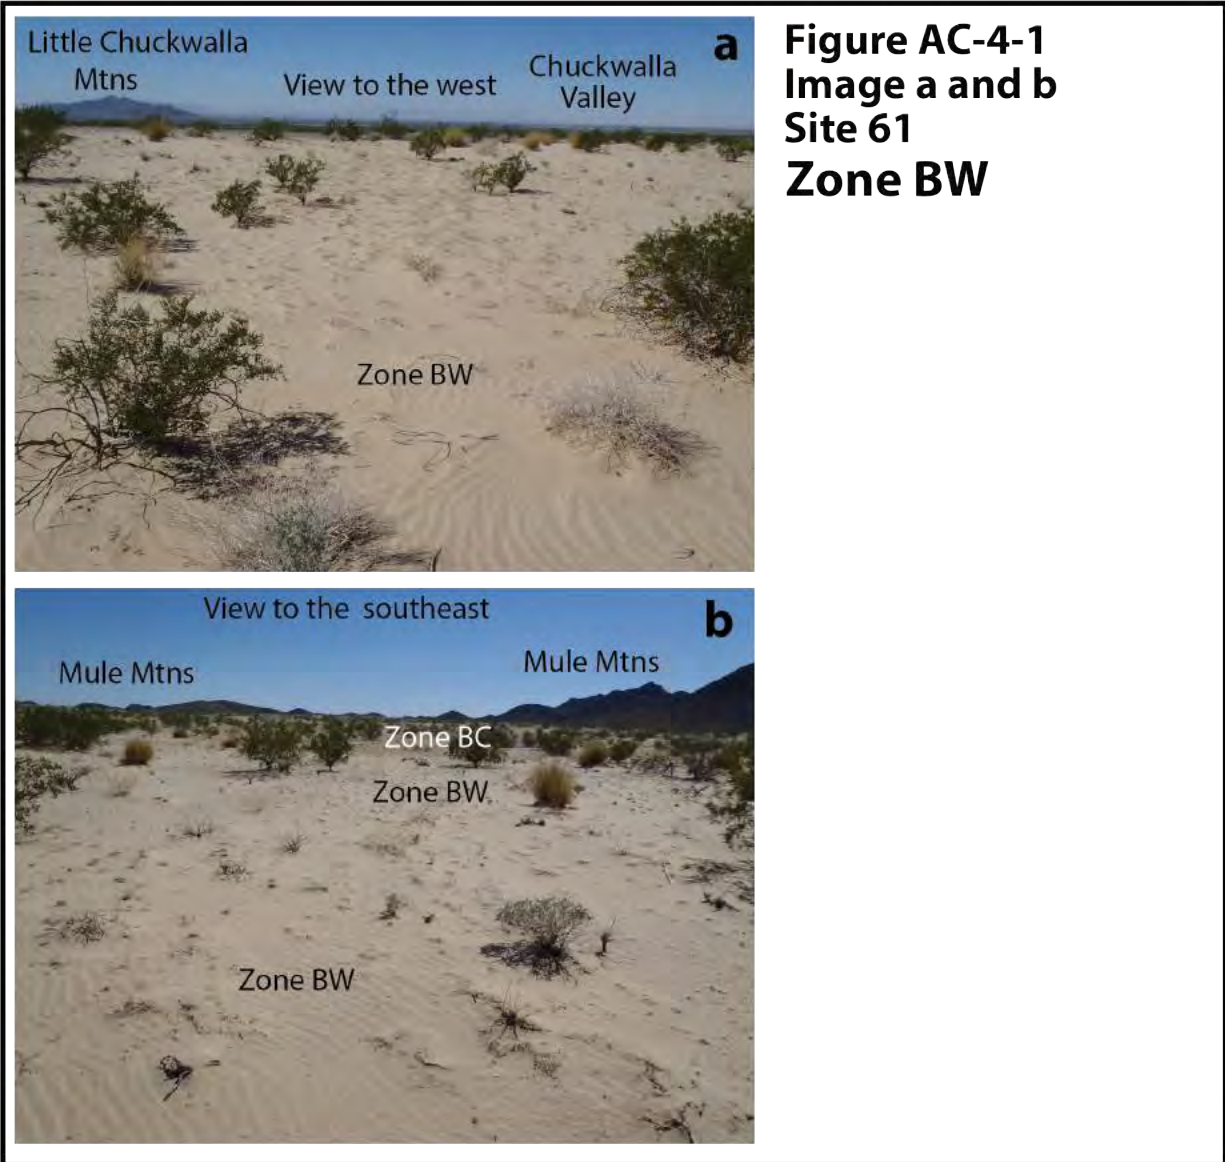 Little Chuckwalla
Mtns
View to the west
Chuckwalla
Valley
a
Zone BW
Figure AC-4-1
Image a and b
Site 61
Zone BW
View to the southeast
b
Mule Mtns
Mule Mtns
Zone BC
Zone BW
Zone BW